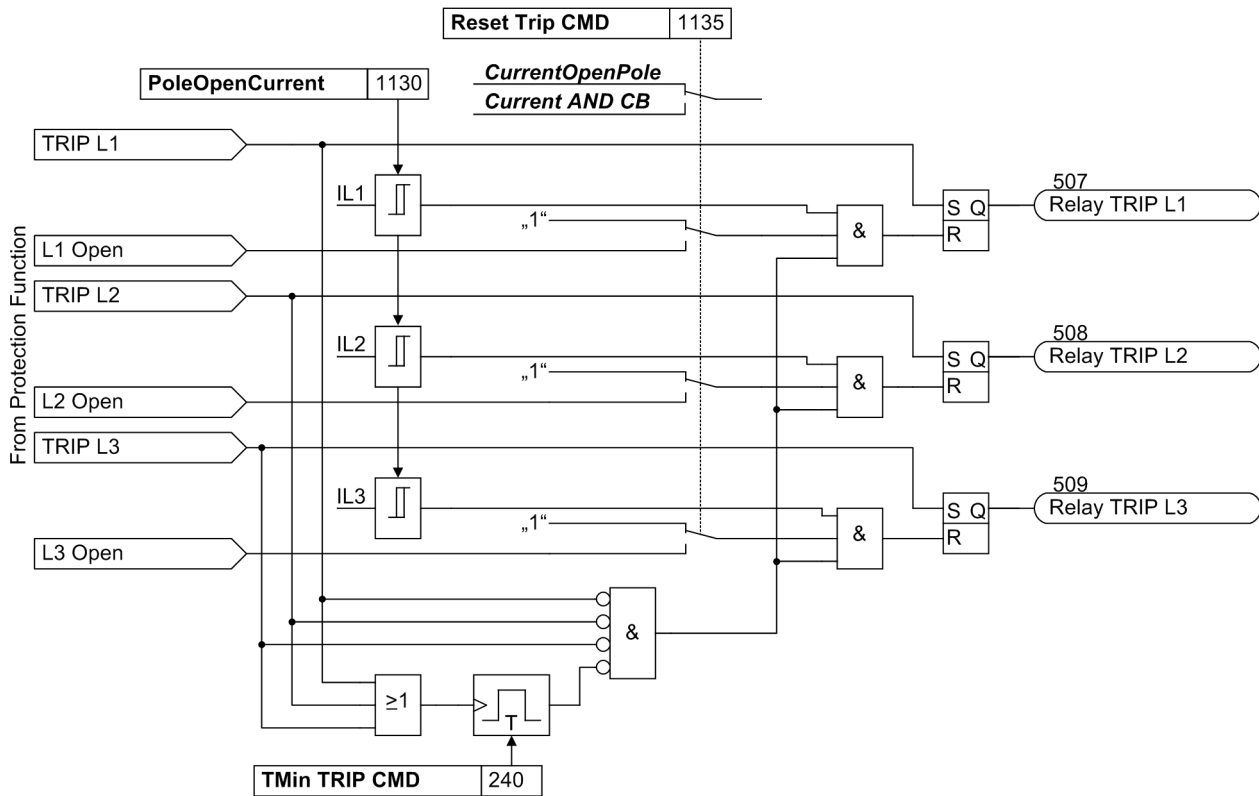 Reset Trip CMD 1135
PoleOpenCurrent 1130
CurrentOpenPole
Current AND CB
From Protection Function
TRIP L1
IL1
„1“
&
S Q
R
507
Relay TRIP L1
L1 Open
TRIP L2
IL2
„1“
&
S Q
R
508
Relay TRIP L2
L2 Open
TRIP L3
IL3
„1“
&
S Q
R
509
Relay TRIP L3
L3 Open
&
≥1
T
TMin TRIP CMD 240